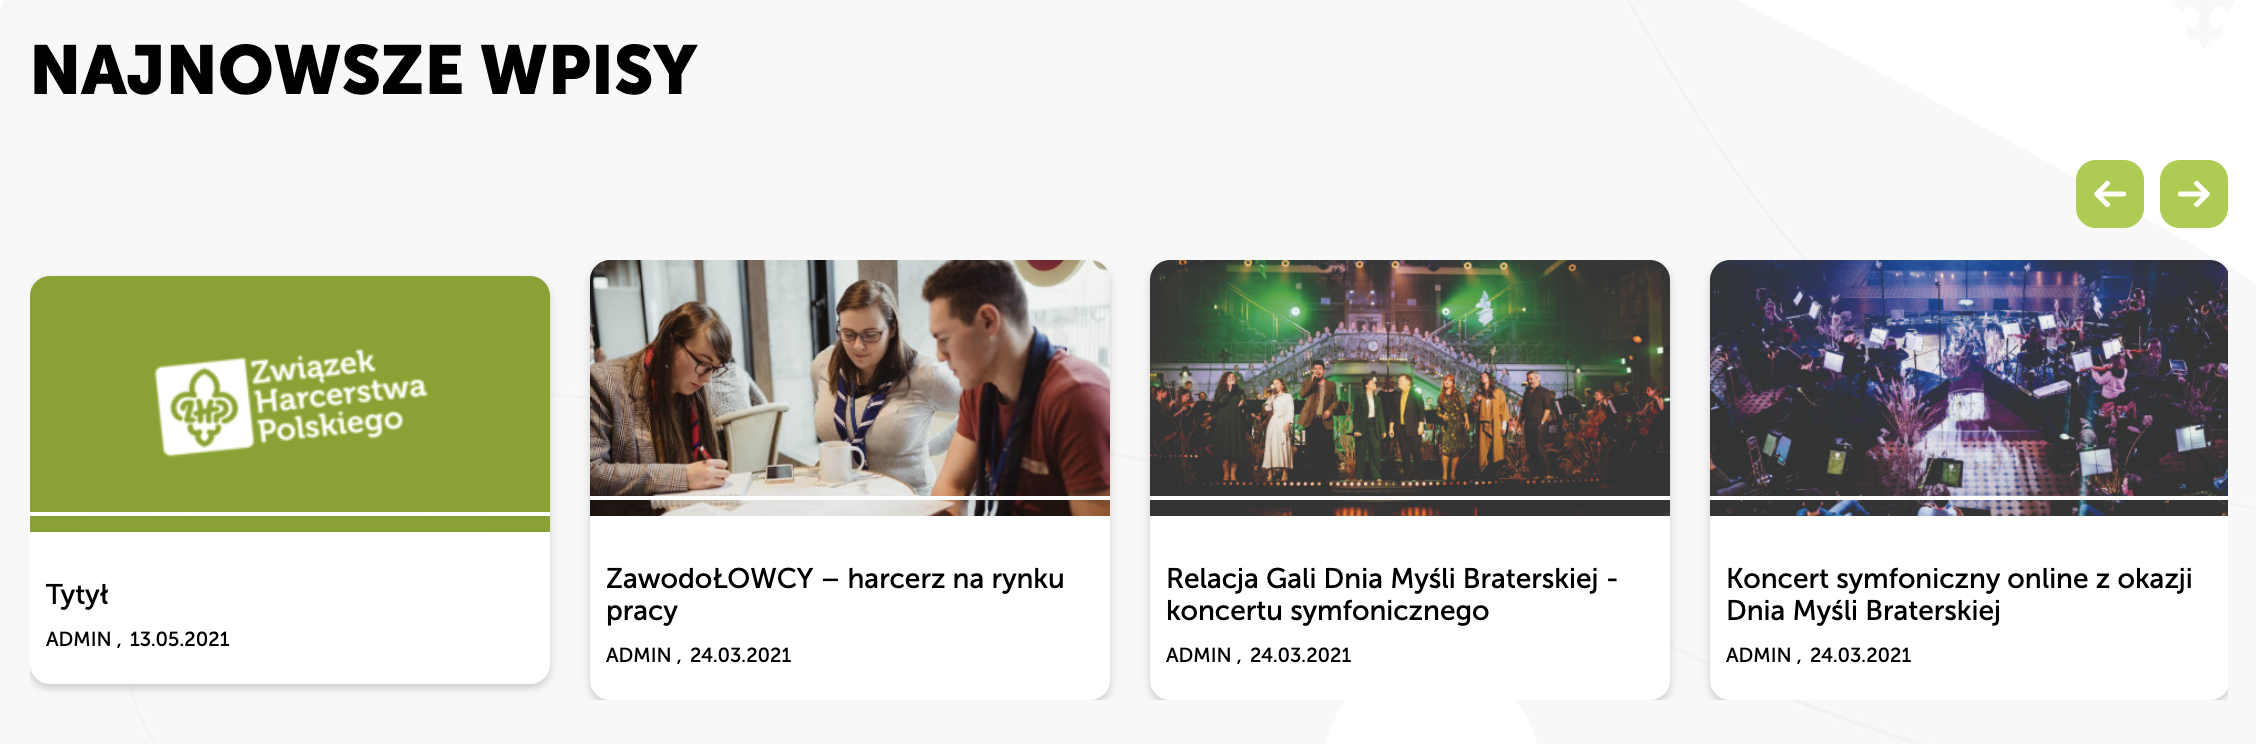 NAJNOWSZE WPISY
Związek
Harcerstwa
Polskiego
ZHP
Tytył
ADMIN , 13.05.2021
ZawodoŁOWCY – harcerz na rynku
pracy
ADMIN , 24.03.2021
Relacja Gali Dnia Myśli Braterskiej -
koncertu symfonicznego
ADMIN , 24.03.2021
Koncert symfoniczny online z okazji
Dnia Myśli Braterskiej
ADMIN , 24.03.2021